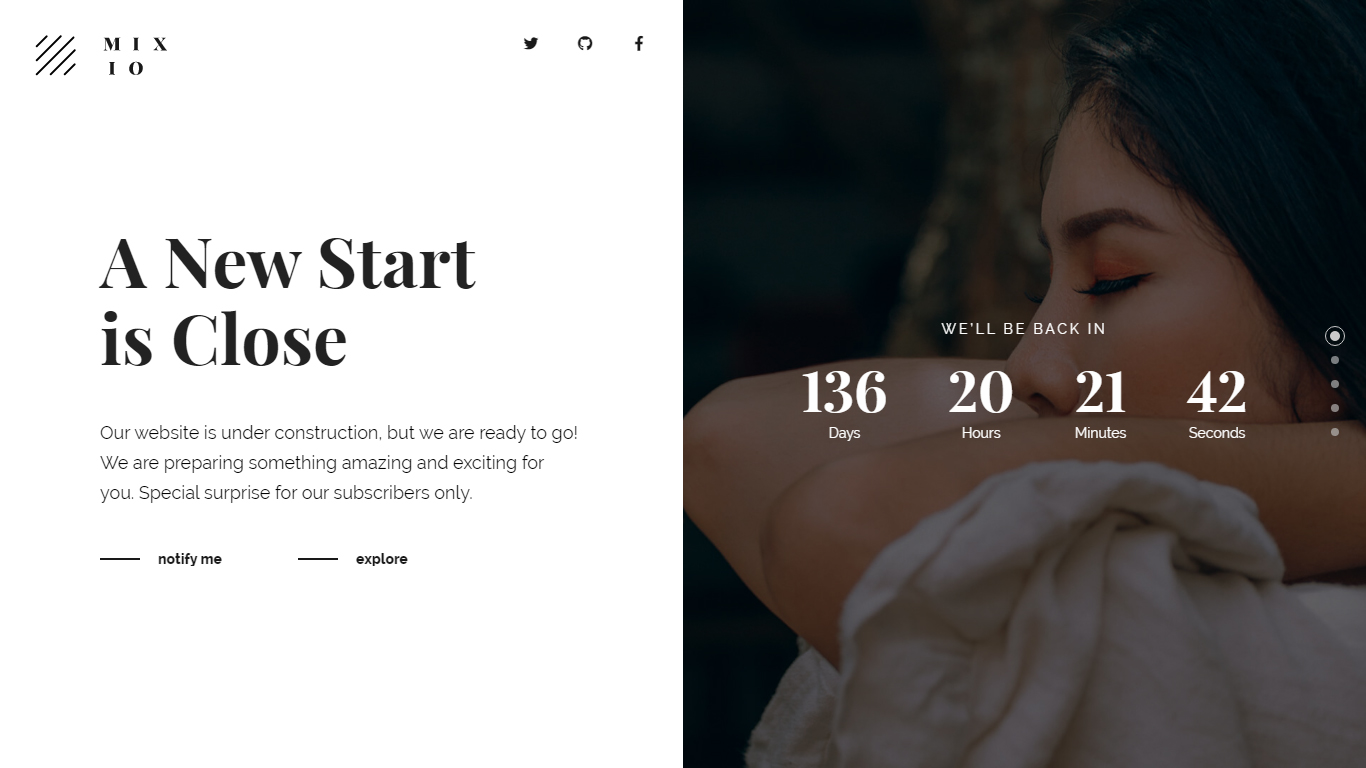 MIX
IO
A New Start
is Close
Our website is under construction, but we are ready to go!
We are preparing something amazing and exciting for
you. Special surprise for our subscribers only.
notify me explore
WE'LL BE BACK IN
136 20 21 42
Days Hours Minutes Seconds